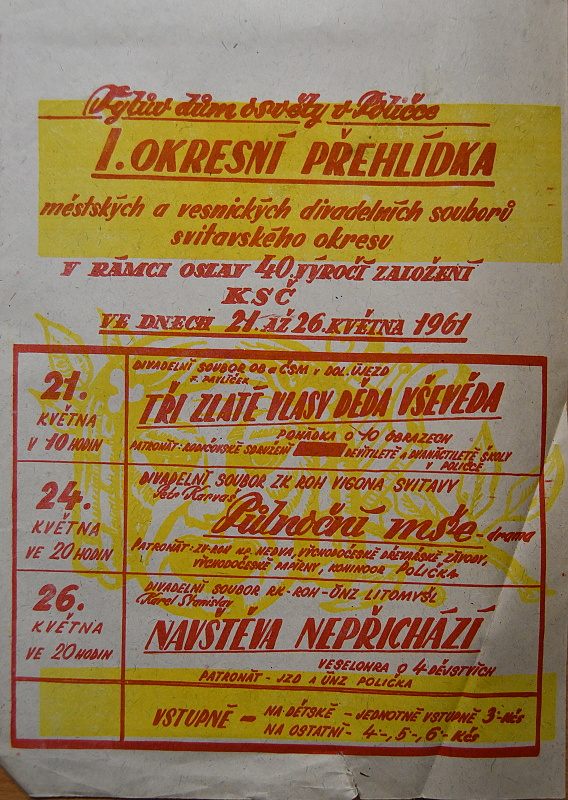 Tylův dům osvěty v Poličce
I. OKRESNÍ PŘEHLÍDKA
městských a vesnických divadelních souborů
svitavského okresu
V RÁMCI OSLAV 40. VÝROČÍ ZALOŽENÍ
KSČ
VE DNECH 21. AŽ 26. KVĚTNA 1961
21.
KVĚTNA
V 10 HODIN
DIVADELNÍ SOUBOR OB a ČSM v DOL. ÚJEZD
F. PAVLÍČEK
TŘI ZLATÉ VLASY DĚDA VŠEVĚDA
POHÁDKA O 10 OBRAZECH
PATRONÁT: RODIČOVSKÉ SDRUŽENÍ DEVÍTILETÉ a DVANÁCTILETÉ ŠKOLY
V POLIČCE
24.
KVĚTNA
VE 20 HODIN
DIVADELNÍ SOUBOR ZK ROH VIGONA SVITAVY
Petr Karvaš
Půlnoční mše - drama
PATRONÁT: ZV-ROH N.P. HEDVA, VÝCHODOČESKÉ DŘEVAŘSKÉ ZÁVODY,
VÝCHODOČESKÉ PAPÍRNY, KOHINOOR POLIČKA
26.
KVĚTNA
VE 20 HODIN
DIVADELNÍ SOUBOR RK-ROH-ÚNZ LITOMYŠL
Karel Stanislav
NÁVŠTĚVA NEPŘICHÁZÍ
VESELOHRA O 4 DĚJSTVÍCH
PATRONÁT - JZD A ÚNZ POLIČKA
VSTUPNÉ - NA DĚTSKÉ - JEDNOTNÉ VSTUPNÉ 3'- Kčs
NA OSTATNÍ - 4'-, 5'-, 6'- Kčs